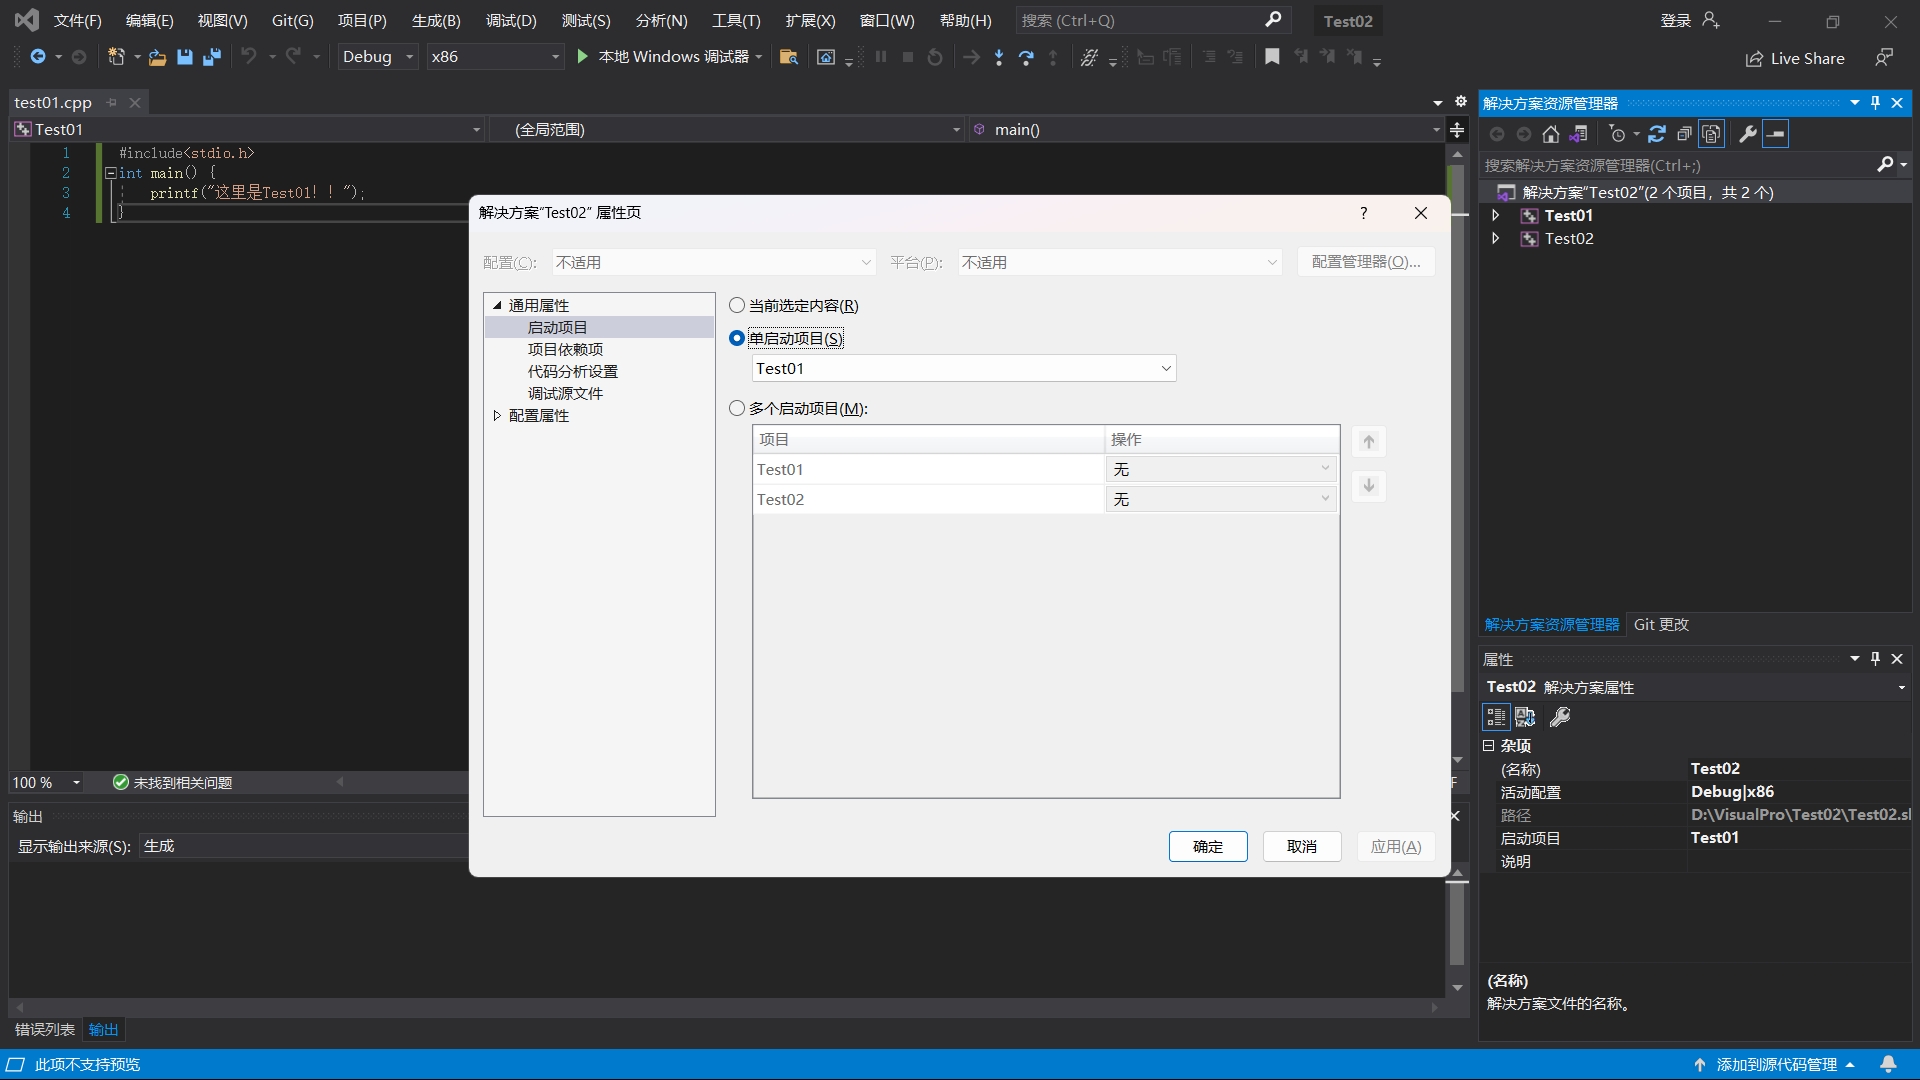 文件(F) 编辑(E) 视图(V) Git(G) 项目(P) 生成(B) 调试(D) 测试(S) 分析(N) 工具(T) 扩展(X) 窗口(W) 帮助(H) 搜索 (Ctrl+Q) Test02 登录
Debug x86 本地 Windows 调试器 Live Share
test01.cpp
Test01 (全局范围) main()
1 #include<stdio.h>
2 int main() {
3 printf("这里是Test01！！");
4 }
100 % 未找到相关问题
输出
显示输出来源(S): 生成
错误列表 输出
解决方案“Test02” 属性页 ?
配置(C): 不适用 平台(P): 不适用 配置管理器(O)...
通用属性
启动项目
项目依赖项
代码分析设置
调试源文件
配置属性
当前选定内容(R)
单启动项目(S)
Test01
多个启动项目(M):
项目 操作
Test01 无
Test02 无
确定 取消 应用(A)
解决方案资源管理器
搜索解决方案资源管理器(Ctrl+;)
解决方案“Test02”(2 个项目，共 2 个)
Test01
Test02
解决方案资源管理器 Git 更改
属性
Test02 解决方案属性
杂项
(名称) Test02
活动配置 Debug|x86
路径 D:\VisualPro\Test02\Test02.sl
启动项目 Test01
说明
(名称)
解决方案文件的名称。
此项不支持预览 添加到源代码管理